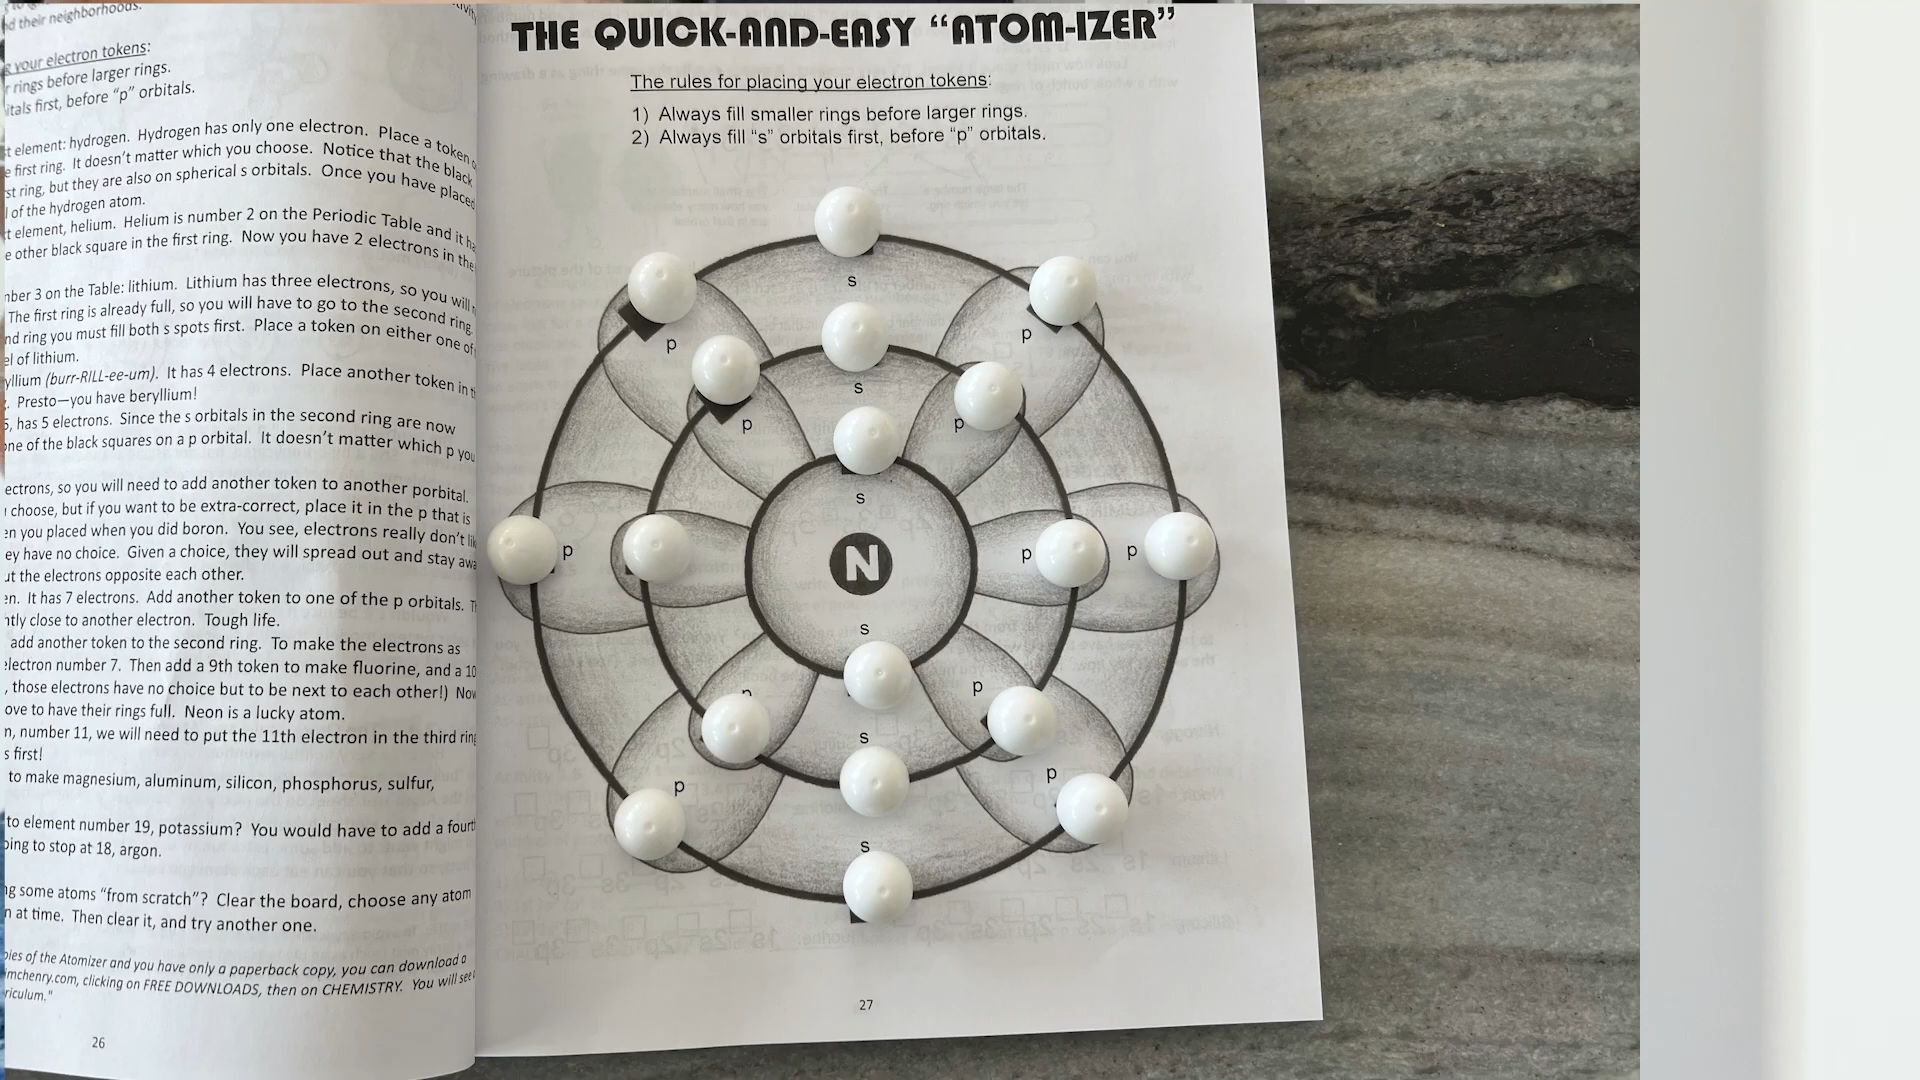 nd their neighborhoods.
g your electron tokens:
r rings before larger rings.
itals first, before “p” orbitals.
t element: hydrogen. Hydrogen has only one electron. Place a token
e first ring. It doesn’t matter which you choose. Notice that the black
st ring, but they are also on spherical s orbitals. Once you have placed
l of the hydrogen atom.
t element, helium. Helium is number 2 on the Periodic Table and it ha
e other black square in the first ring. Now you have 2 electrons in the
mber 3 on the Table: lithium. Lithium has three electrons, so you will
The first ring is already full, so you will have to go to the second ring.
nd ring you must fill both s spots first. Place a token on either one of
el of lithium.
yllium (burr-RILL-ee-um). It has 4 electrons. Place another token in t
. Presto—you have beryllium!
5, has 5 electrons. Since the s orbitals in the second ring are now
one of the black squares on a p orbital. It doesn’t matter which p you
ectrons, so you will need to add another token to another porbital.
choose, but if you want to be extra-correct, place it in the p that is
en you placed when you did boron. You see, electrons really don’t lik
ey have no choice. Given a choice, they will spread out and stay awa
ut the electrons opposite each other.
en. It has 7 electrons. Add another token to one of the p orbitals. T
ntly close to another electron. Tough life.
add another token to the second ring. To make the electrons as
electron number 7. Then add a 9th token to make fluorine, and a 10
, those electrons have no choice but to be next to each other!) Now
ove to have their rings full. Neon is a lucky atom.
n, number 11, we will need to put the 11th electron in the third ring
s first!
to make magnesium, aluminum, silicon, phosphorus, sulfur,
to element number 19, potassium? You would have to add a fourt
oing to stop at 18, argon.
ng some atoms “from scratch”? Clear the board, choose any atom
n at time. Then clear it, and try another one.
pies of the Atomizer and you have only a paperback copy, you can download a
mchenry.com, clicking on FREE DOWNLOADS, then on CHEMISTRY. You will see
riculum."
26
THE QUICK-AND-EASY “ATOM-IZER”
The rules for placing your electron tokens:
1) Always fill smaller rings before larger rings.
2) Always fill “s” orbitals first, before “p” orbitals.
s
p
p
s
p
p
s
p
p
N
p
p
s
p
p
s
p
p
s
27